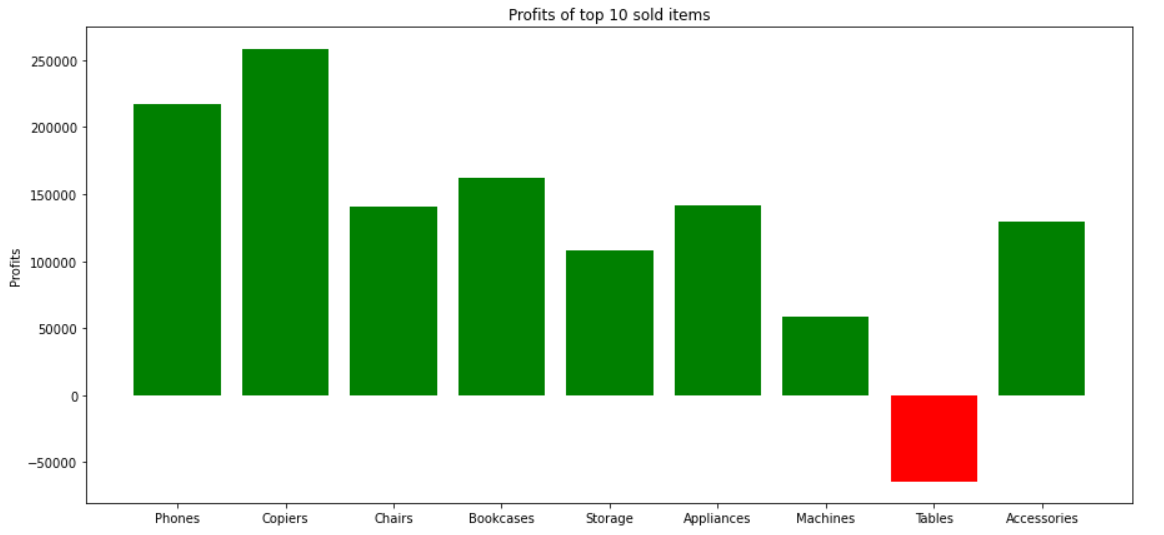 Profits of top 10 sold items
250000
200000
150000
100000
50000
0
−50000
Profits
Phones Copiers Chairs Bookcases Storage Appliances Machines Tables Accessories